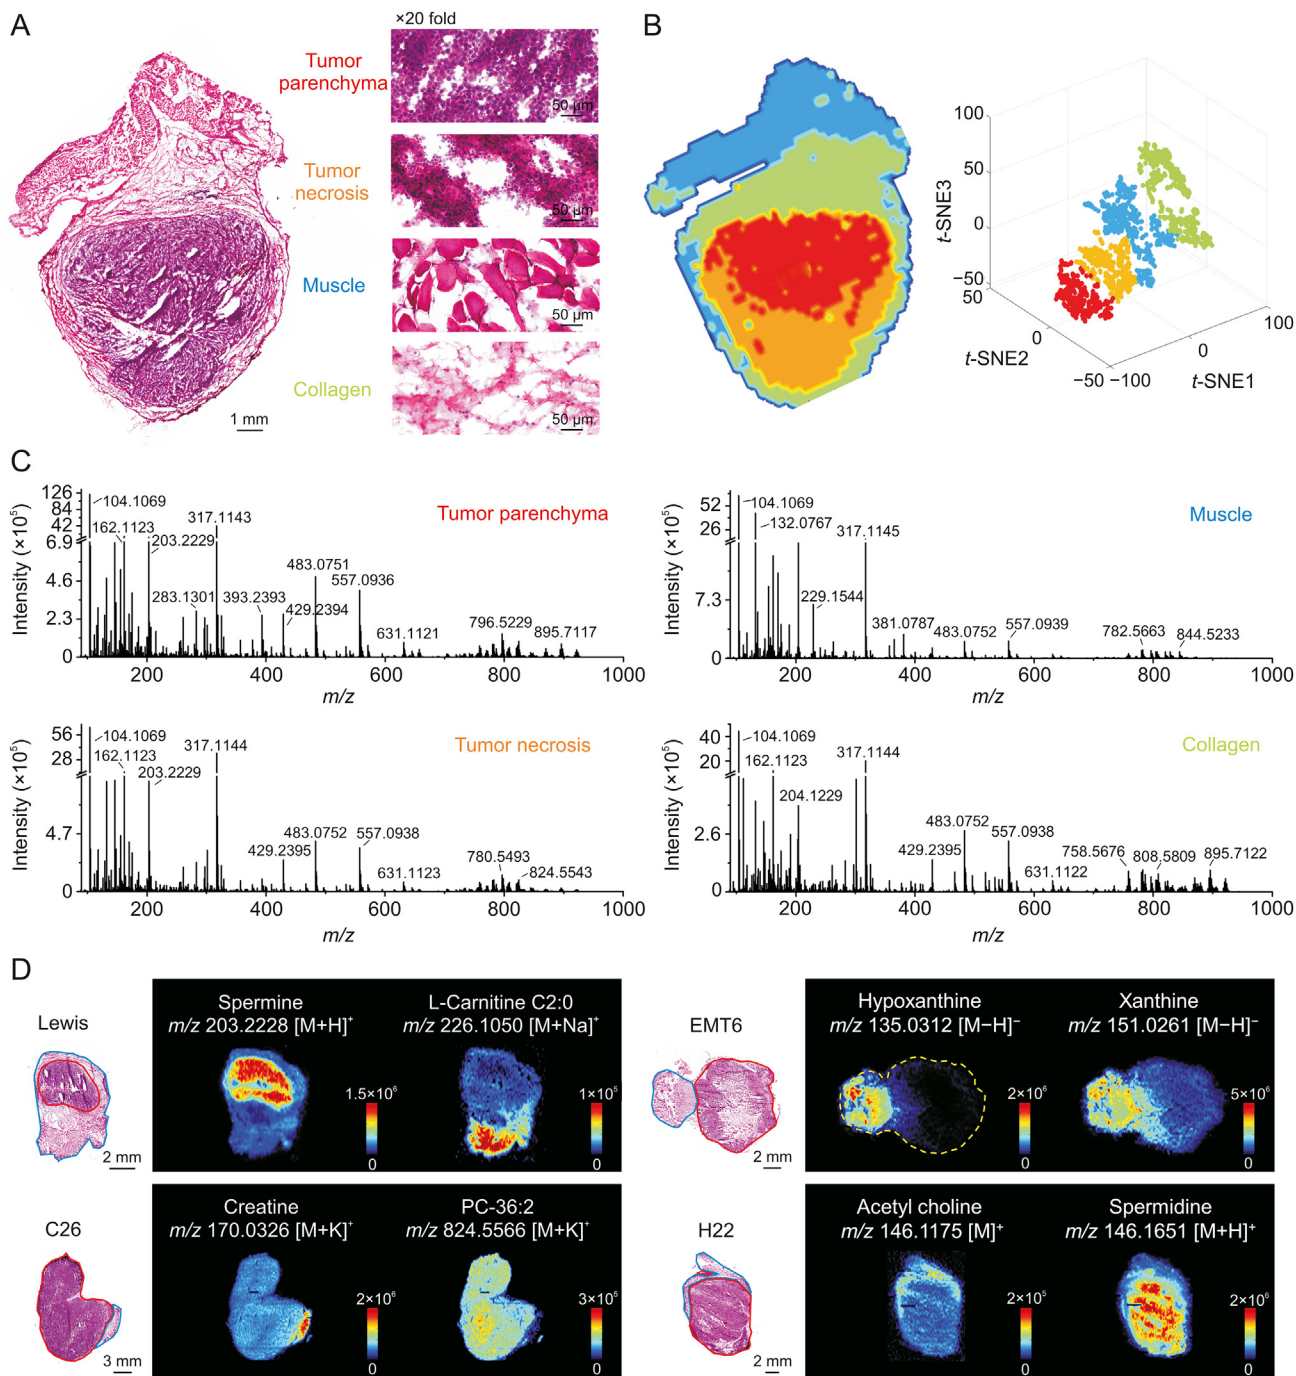 A
×20 fold
Tumor
parenchyma
50 µm
Tumor
necrosis
50 µm
Muscle
50 µm
Collagen
50 µm
1 mm
B
100
50
0
−50
t-SNE3
50
0
−50
t-SNE2
−100
0
100
t-SNE1
C
Intensity (×10⁵)
126
84
42
6.9
4.6
2.3
0
104.1069
162.1123
203.2229
317.1143
Tumor parenchyma
283.1301
393.2393
429.2394
483.0751
557.0936
631.1121
796.5229
895.7117
200
400
600
800
1000
m/z
Intensity (×10⁵)
52
26
7.3
0
104.1069
132.0767
317.1145
Muscle
229.1544
381.0787
483.0752
557.0939
782.5663
844.5233
200
400
600
800
1000
m/z
Intensity (×10⁵)
56
28
4.7
0
104.1069
162.1123
203.2229
317.1144
Tumor necrosis
429.2395
483.0752
557.0938
631.1123
780.5493
824.5543
200
400
600
800
1000
m/z
Intensity (×10⁵)
40
20
2.6
0
104.1069
162.1123
204.1229
317.1144
Collagen
429.2395
483.0752
557.0938
631.1122
758.5676
808.5809
895.7122
200
400
600
800
1000
m/z
D
Lewis
2 mm
Spermine
m/z 203.2228 [M+H]⁺
1.5×10⁶
0
L-Carnitine C2:0
m/z 226.1050 [M+Na]⁺
1×10⁵
0
EMT6
2 mm
Hypoxanthine
m/z 135.0312 [M−H]⁻
2×10⁶
0
Xanthine
m/z 151.0261 [M−H]⁻
5×10⁶
0
C26
3 mm
Creatine
m/z 170.0326 [M+K]⁺
2×10⁶
0
PC-36:2
m/z 824.5566 [M+K]⁺
3×10⁵
0
H22
2 mm
Acetyl choline
m/z 146.1175 [M]⁺
2×10⁵
0
Spermidine
m/z 146.1651 [M+H]⁺
2×10⁶
0